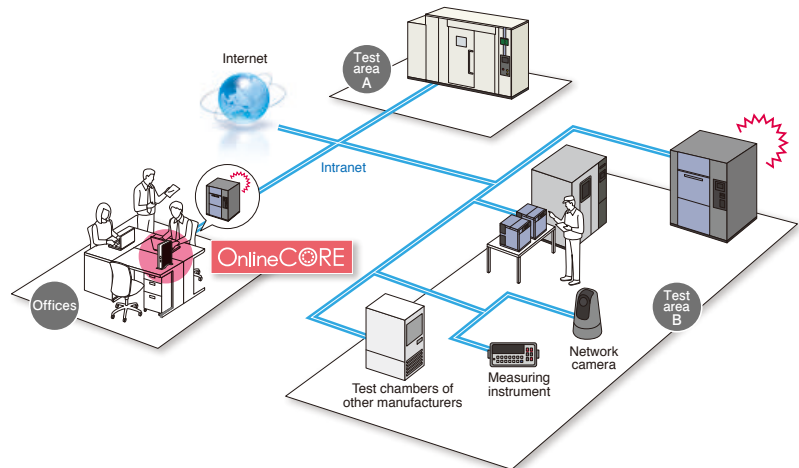 Internet
Test
area
A
Intranet
OnlineCORE
Offices
Test
area
B
Network
camera
Measuring
instrument
Test chambers of
other manufacturers